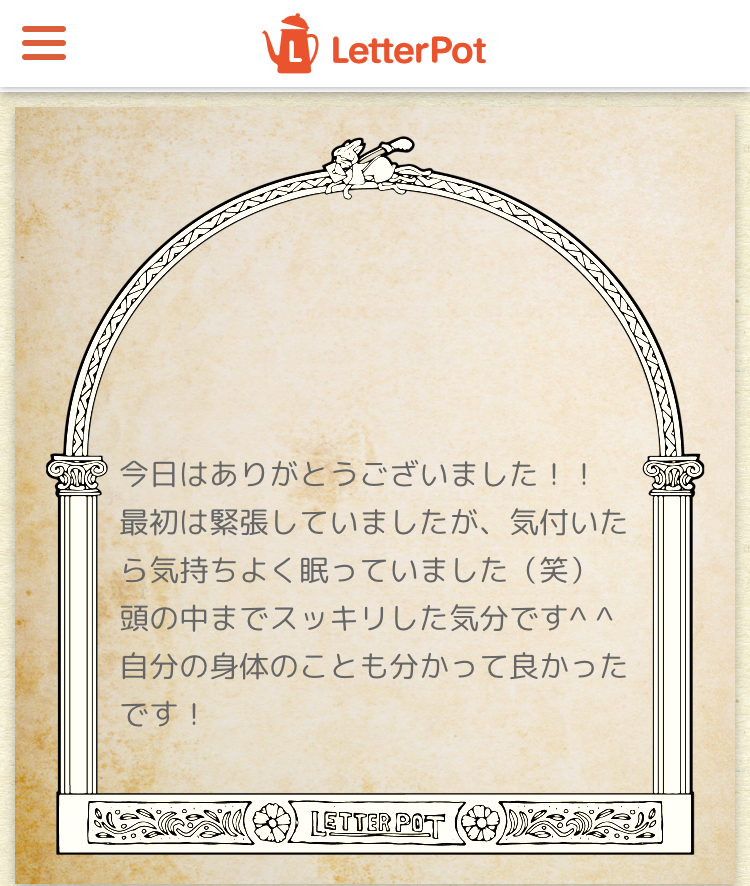 L LetterPot
今日はありがとうございました！！
最初は緊張していましたが、気付いた
ら気持ちよく眠っていました（笑）
頭の中までスッキリした気分です^ ^
自分の身体のことも分かって良かった
です！
LETTER POT